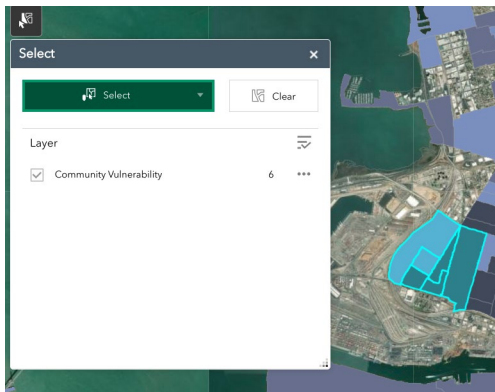 Select
Select
Clear
Layer
Community Vulnerability 6